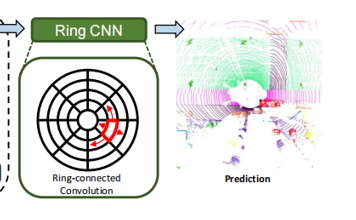 Ring CNN
Ring-connected
Convolution
Prediction